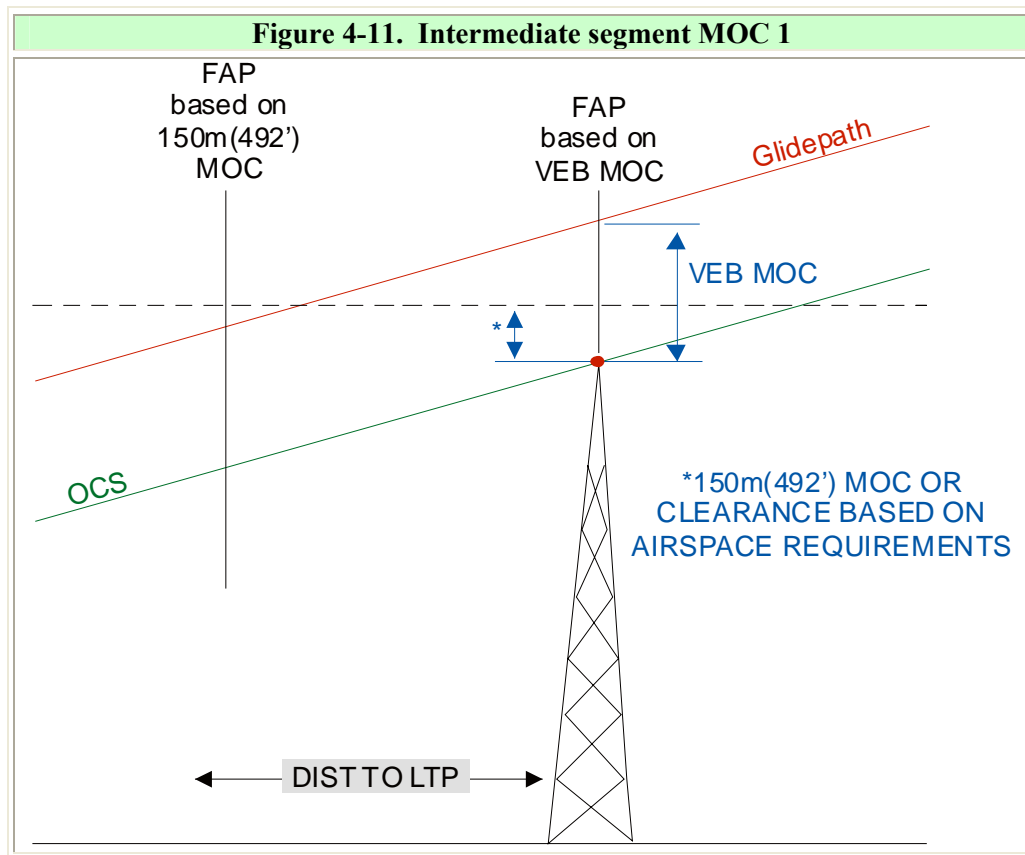 Figure 4-11.  Intermediate segment MOC 1
FAP
based on
150m(492')
MOC
FAP
based on
VEB MOC
Glidepath
VEB MOC
*
OCS
*150m(492') MOC OR
CLEARANCE BASED ON
AIRSPACE REQUIREMENTS
DIST TO LTP